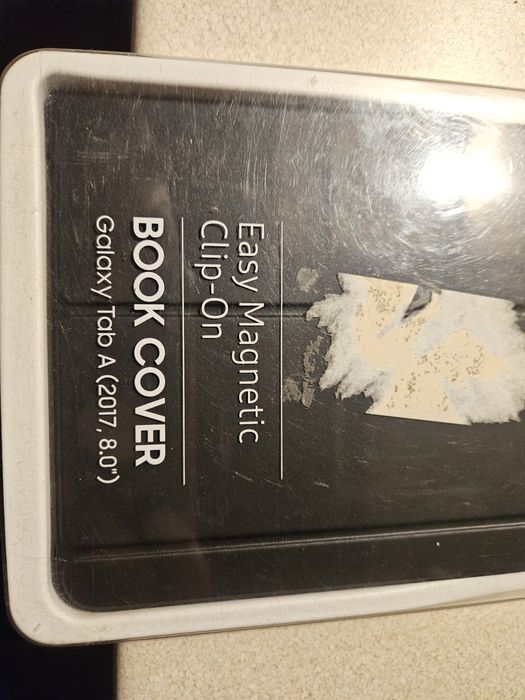 Easy Magnetic
Clip-On
BOOK COVER
Galaxy Tab A (2017, 8.0")